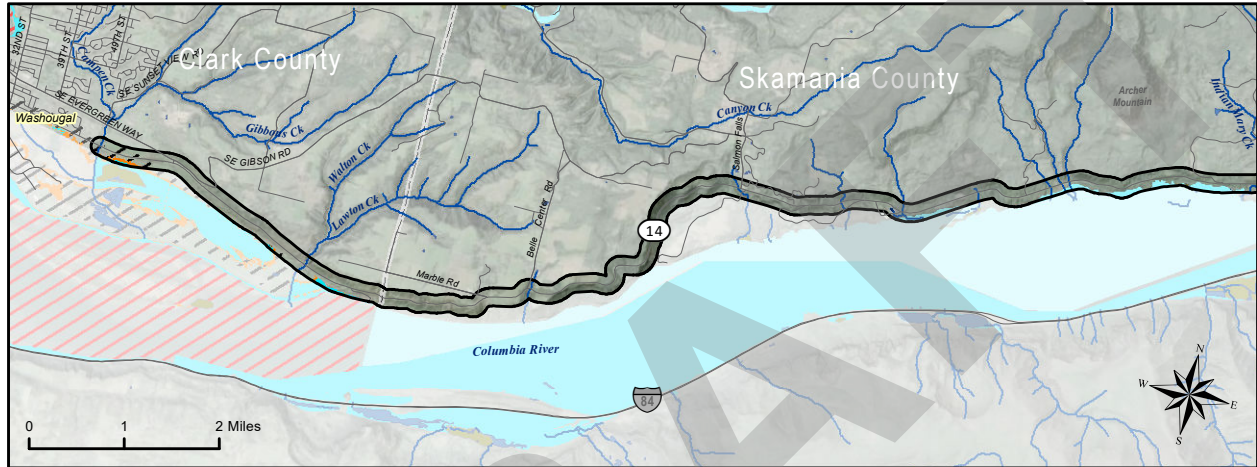 32ND ST
39TH ST
49TH ST
Campen Ck
SE SUNSET VIEW RD
Clark County
Skamania County
Archer
Mountain
Indian Mary Ck
Canyon Ck
Salmon Falls
SE EVERGREEN WAY
Washougal
Gibbons Ck
SE GIBSON RD
Walton Ck
Lawton Ck
Belle Center Rd
14
Marble Rd
Columbia River
84
N
W
E
S
0 1 2 Miles